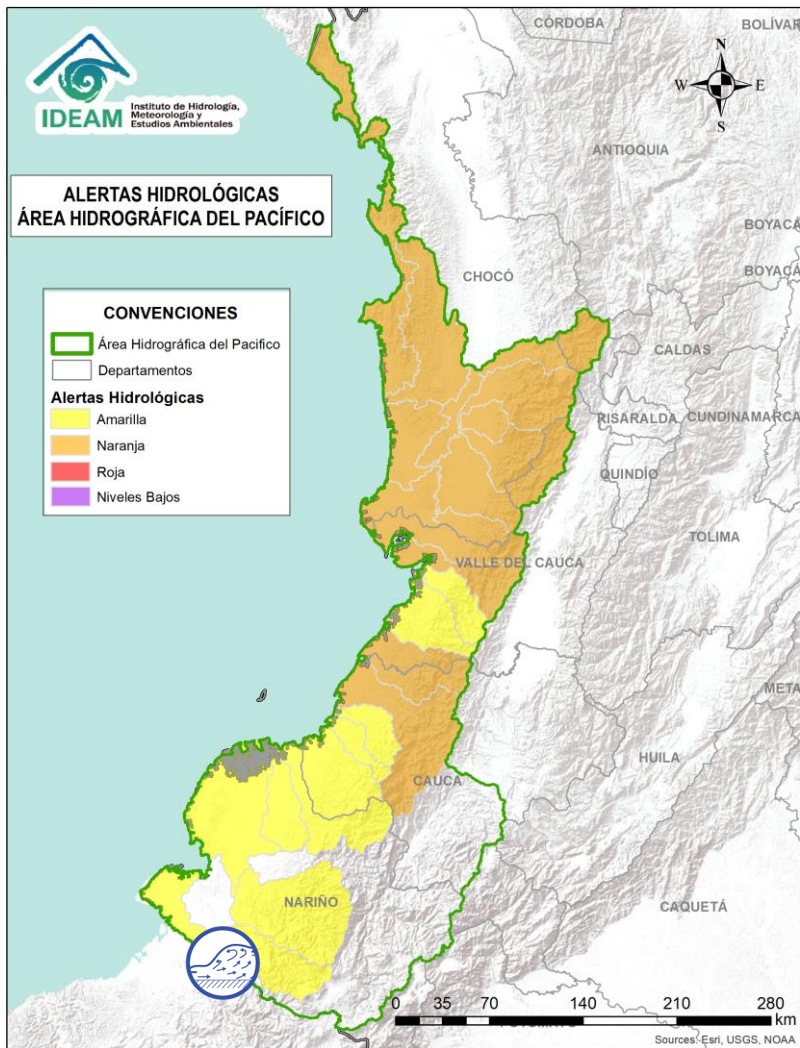 CÓRDOBA
BOLÍVAR
N
W
E
S
IDEAM
Instituto de Hidrología,
Meteorología y
Estudios Ambientales
ANTIOQUIA
ALERTAS HIDROLÓGICAS
ÁREA HIDROGRÁFICA DEL PACÍFICO
BOYACÁ
BOYACÁ
CHOCÓ
CONVENCIONES
Área Hidrográfica del Pacifico
Departamentos
Alertas Hidrológicas
Amarilla
Naranja
Roja
Niveles Bajos
CALDAS
RISARALDA
CUNDINAMARCA
QUINDÍO
TOLIMA
VALLE DEL CAUCA
META
HUILA
CAUCA
NARIÑO
CAQUETÁ
0 35 70 140 210 280
km
Sources: Esri, USGS, NOAA